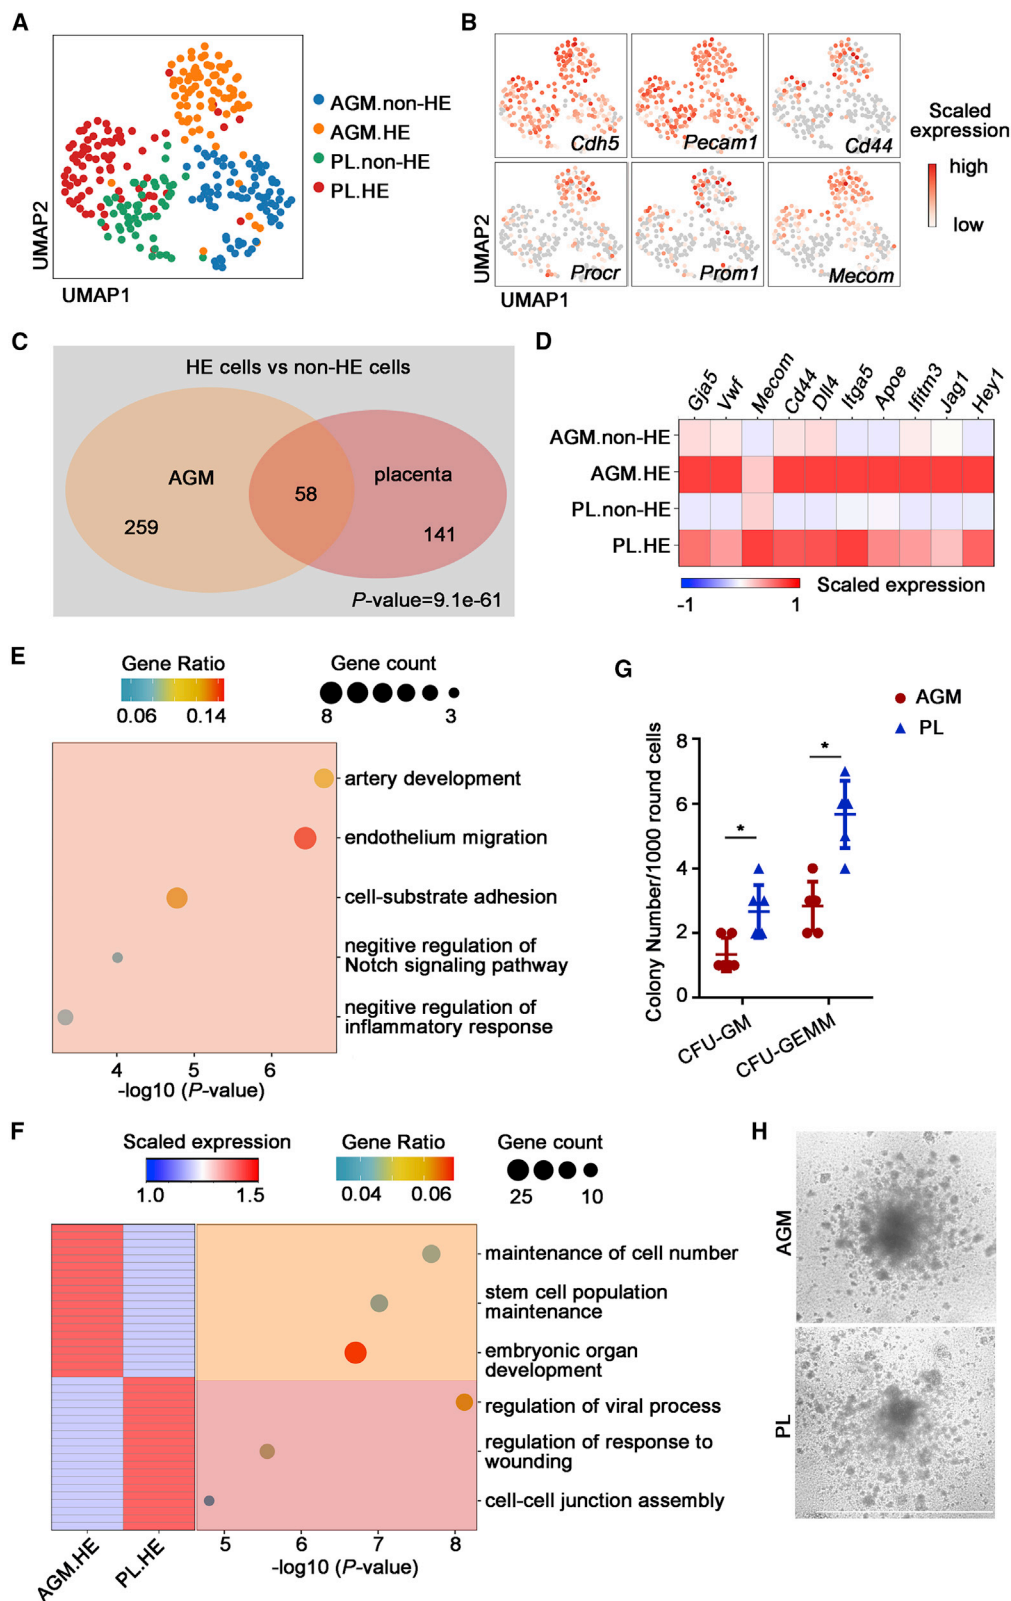 A
AGM.non-HE
AGM.HE
PL.non-HE
PL.HE
UMAP2
UMAP1
B
Cdh5
Pecam1
Cd44
Procr
Prom1
Mecom
UMAP2
UMAP1
Scaled
expression
high
low
C
HE cells vs non-HE cells
AGM
placenta
58
259
141
P-value=9.1e-61
D
Gja5
Vwf
Mecom
Cd44
Dll4
Itga5
Apoe
Ifitm3
Jag1
Hey1
AGM.non-HE
AGM.HE
PL.non-HE
PL.HE
Scaled expression
-1
1
E
Gene Ratio
0.06
0.14
Gene count
8
3
artery development
endothelium migration
cell-substrate adhesion
negitive regulation of
Notch signaling pathway
negitive regulation of
inflammatory response
4
5
6
-log10 (P-value)
G
AGM
PL
Colony Number/1000 round cells
8
6
4
2
0
*
*
CFU-GM
CFU-GEMM
F
Scaled expression
1.0
1.5
Gene Ratio
0.04
0.06
Gene count
25
10
maintenance of cell number
stem cell population
maintenance
embryonic organ
development
regulation of viral process
regulation of response to
wounding
cell-cell junction assembly
AGM.HE
PL.HE
5
6
7
8
-log10 (P-value)
H
AGM
PL